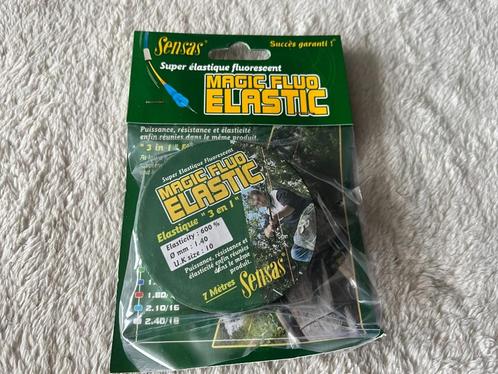 Sensas
Succès garanti !
Super élastique fluorescent
MAGIC FLUO
ELASTIC
Puissance, résistance et élasticité
enfin réunies dans le même produit.
"3 in 1"
Super Elastique Fluorescent
MAGIC FLUO
ELASTIC
Elastique "3 en 1"
Elasticity : 600 %
Ø mm : 1,40
U.K.size : 10
Puissance, résistance et
élasticité enfin réunies
dans le même
produit.
7 Mètres Sensas
2.10/16
2.40/18